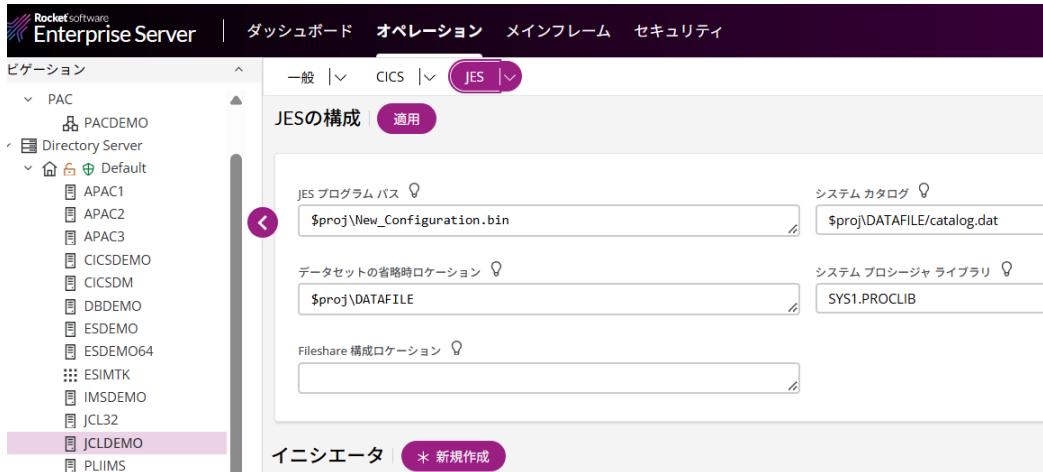 Rocket software
Enterprise Server
ダッシュボード オペレーション メインフレーム セキュリティ
ビゲーション
一般 CICS JES
PAC
PACDEMO
Directory Server
Default
APAC1
APAC2
APAC3
CICSDEMO
CICSDM
DBDEMO
ESDEMO
ESDEMO64
ESIMTK
IMSDEMO
JCL32
JCLDEMO
PLIIMS
JESの構成 適用
JES プログラム パス
$proj\New_Configuration.bin
システム カタログ
$proj\DATAFILE/catalog.dat
データセットの省略時ロケーション
$proj\DATAFILE
システム プロシージャ ライブラリ
SYS1.PROCLIB
Fileshare 構成ロケーション
イニシエータ * 新規作成